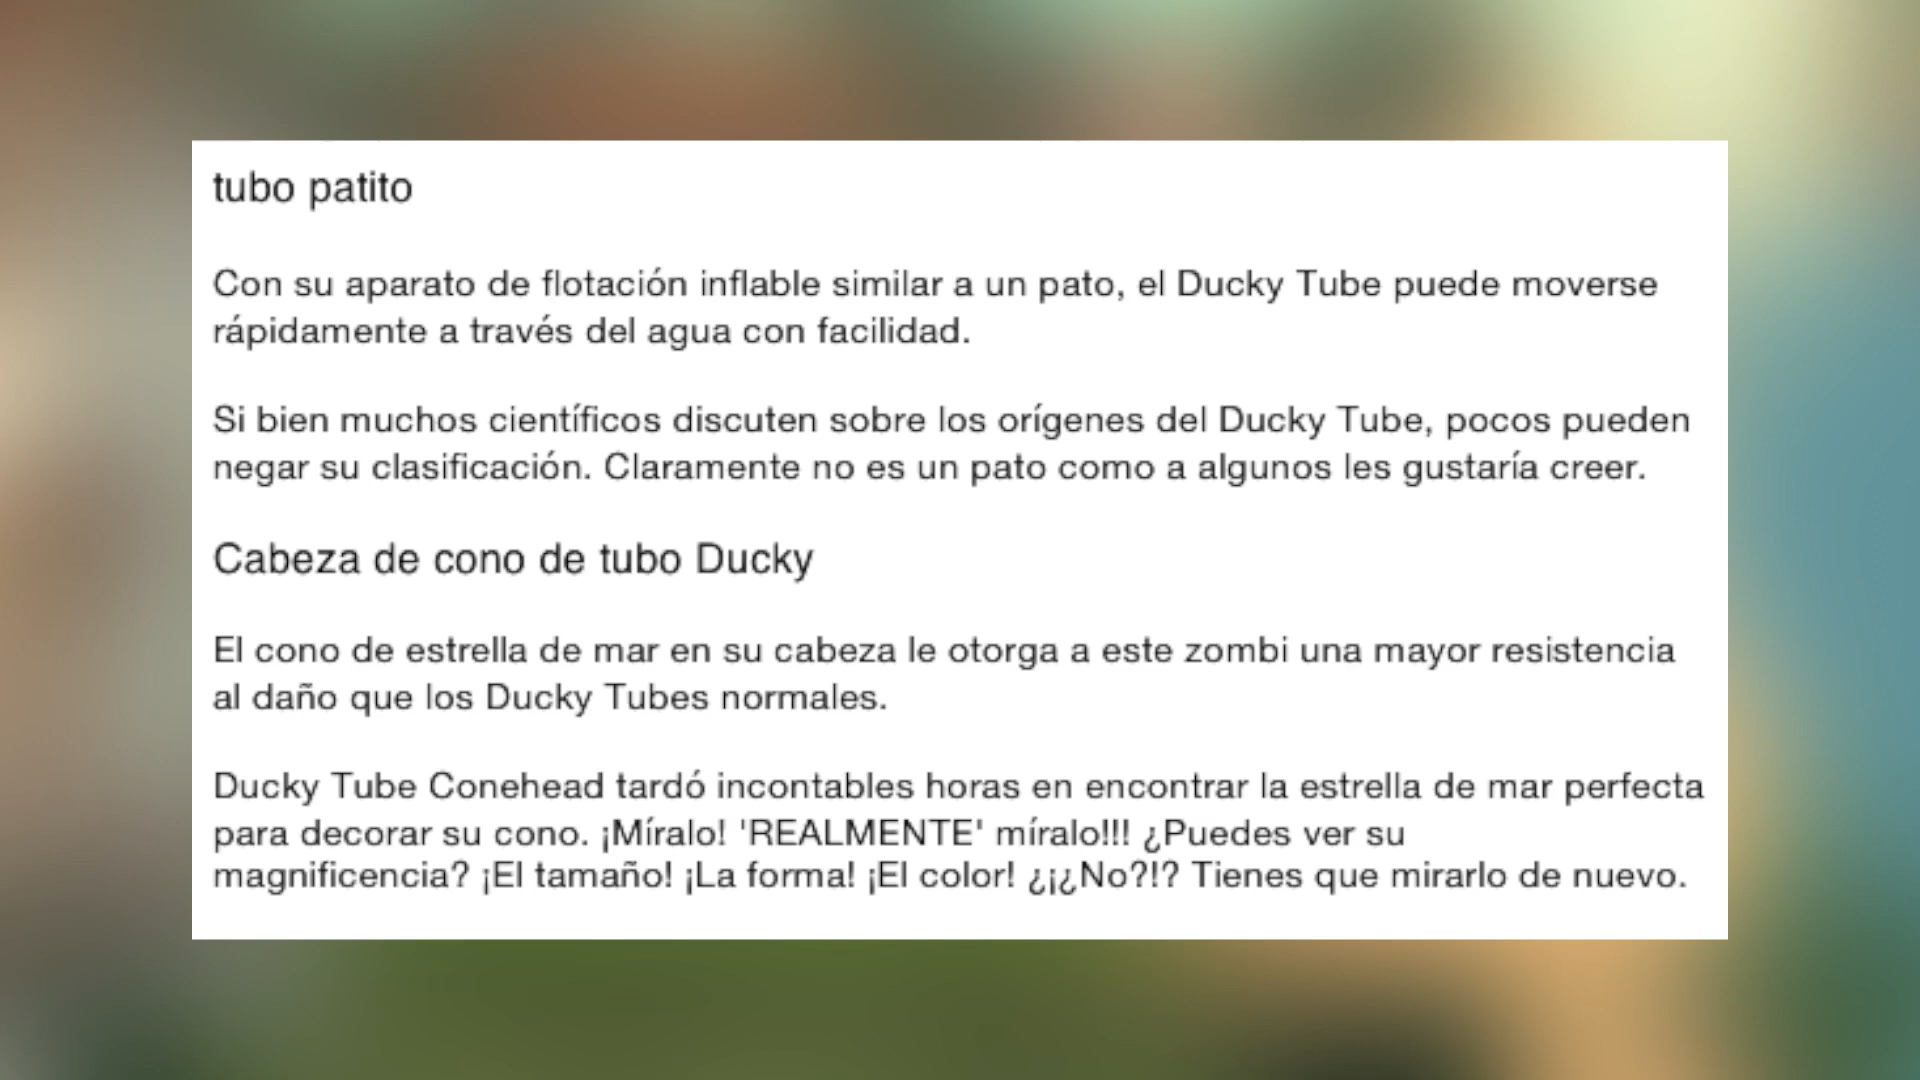 tubo patito
Con su aparato de flotación inflable similar a un pato, el Ducky Tube puede moverse
rápidamente a través del agua con facilidad.
Si bien muchos científicos discuten sobre los orígenes del Ducky Tube, pocos pueden
negar su clasificación. Claramente no es un pato como a algunos les gustaría creer.
Cabeza de cono de tubo Ducky
El cono de estrella de mar en su cabeza le otorga a este zombi una mayor resistencia
al daño que los Ducky Tubes normales.
Ducky Tube Conehead tardó incontables horas en encontrar la estrella de mar perfecta
para decorar su cono. ¡Míralo! 'REALMENTE' míralo!!! ¿Puedes ver su
magnificencia? ¡El tamaño! ¡La forma! ¡El color! ¿¡¿No?!? Tienes que mirarlo de nuevo.